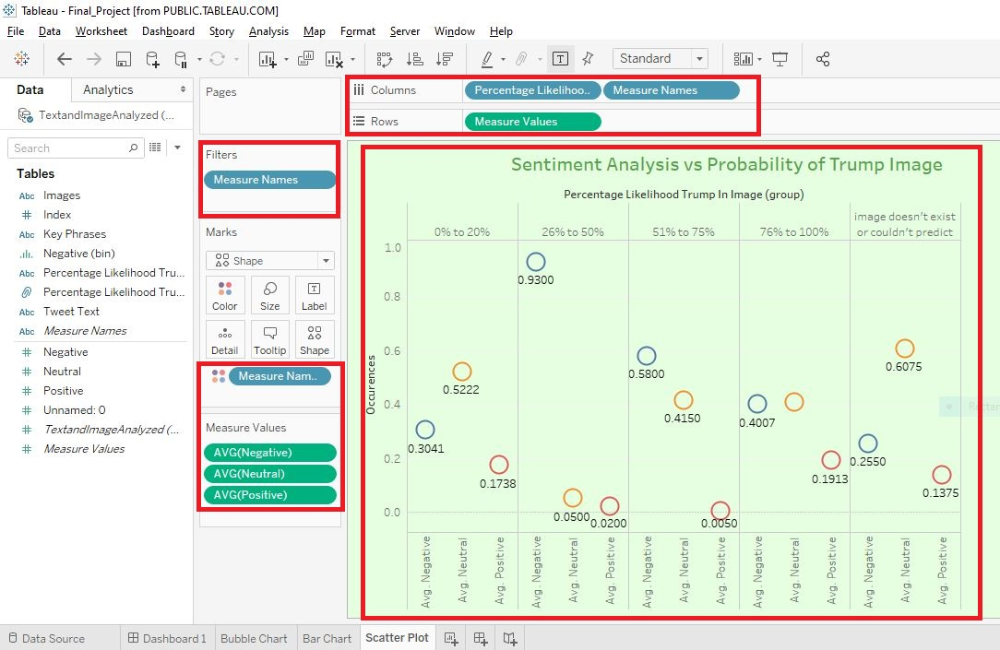 Tableau - Final_Project [from PUBLIC.TABLEAU.COM]
File Data Worksheet Dashboard Story Analysis Map Format Server Window Help
Standard
Data Analytics
TextandImageAnalyzed (...
Search
Tables
Abc Images
Index
Abc Key Phrases
Negative (bin)
Abc Percentage Likelihood Tru...
Percentage Likelihood Tru...
Abc Tweet Text
Abc Measure Names
Negative
Neutral
Positive
Unnamed: 0
TextandImageAnalyzed (...
Measure Values
Pages
Filters
Measure Names
Marks
Shape
Color Size Label
Detail Tooltip Shape
Measure Nam..
Measure Values
AVG(Negative)
AVG(Neutral)
AVG(Positive)
Columns Percentage Likelihoo.. Measure Names
Rows Measure Values
Sentiment Analysis vs Probability of Trump Image
Percentage Likelihood Trump In Image (group)
0% to 20% 26% to 50% 51% to 75% 76% to 100% image doesn't exist
or couldn't predict
Occurences
1.0
0.8
0.6
0.4
0.2
0.0
0.3041
0.5222
0.1738
0.9300
0.0500
0.0200
0.5800
0.4150
0.0050
0.4007
0.1913
0.2550
0.6075
0.1375
Rectan
Avg. Negative
Avg. Neutral
Avg. Positive
Avg. Negative
Avg. Neutral
Avg. Positive
Avg. Negative
Avg. Neutral
Avg. Positive
Avg. Negative
Avg. Neutral
Avg. Positive
Avg. Negative
Avg. Neutral
Avg. Positive
Data Source Dashboard 1 Bubble Chart Bar Chart Scatter Plot